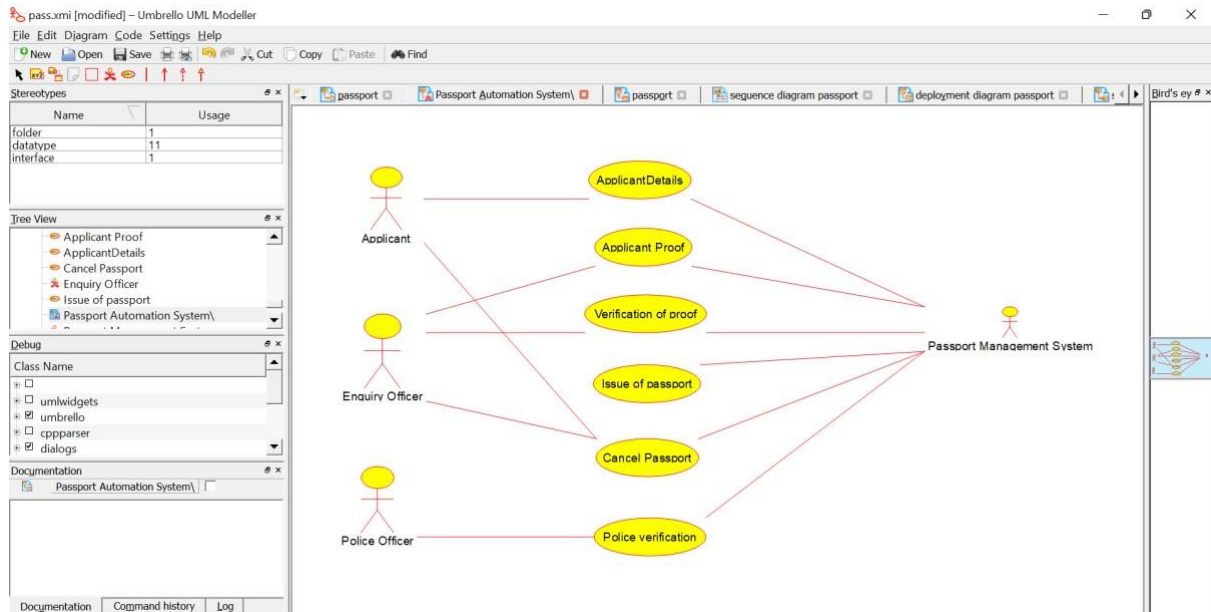 pass.xmi [modified] – Umbrello UML Modeller
File Edit Diagram Code Settings Help
New Open Save Cut Copy Paste Find
Stereotypes
Name Usage
folder 1
datatype 11
interface 1
Tree View
Applicant Proof
ApplicantDetails
Cancel Passport
Enquiry Officer
Issue of passport
Passport Automation System\
Debug
Class Name
umlwidgets
umbrello
cppparser
dialogs
Documentation
Passport Automation System\
Documentation Command history Log
passport Passport Automation System\ passport sequence diagram passport deployment diagram passport
Bird's ey
ApplicantDetails
Applicant
Applicant Proof
Verification of proof
Passport Management System
Issue of passport
Enquiry Officer
Cancel Passport
Police Officer
Police verification